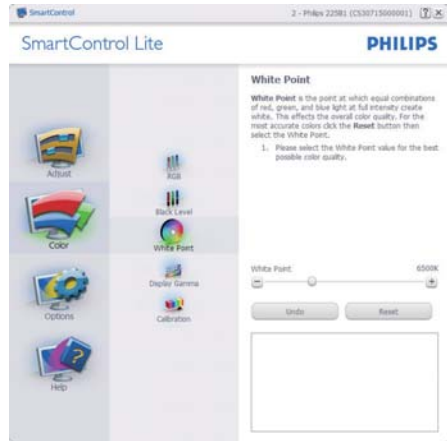 SmartControl
2 - Philips 225B1 (CS30715000001)
SmartControl Lite
PHILIPS
Adjust
Color
Options
Help
RGB
Black Level
White Point
Display Gamma
Calibration
White Point
White Point is the point at which equal combinations
of red, green, and blue light at full intensity create
white. This effects the overall color quality. For the
most accurate colors click the Reset button then
select the White Point.
1. Please select the White Point value for the best
possible color quality.
White Point
6500K
Undo
Reset